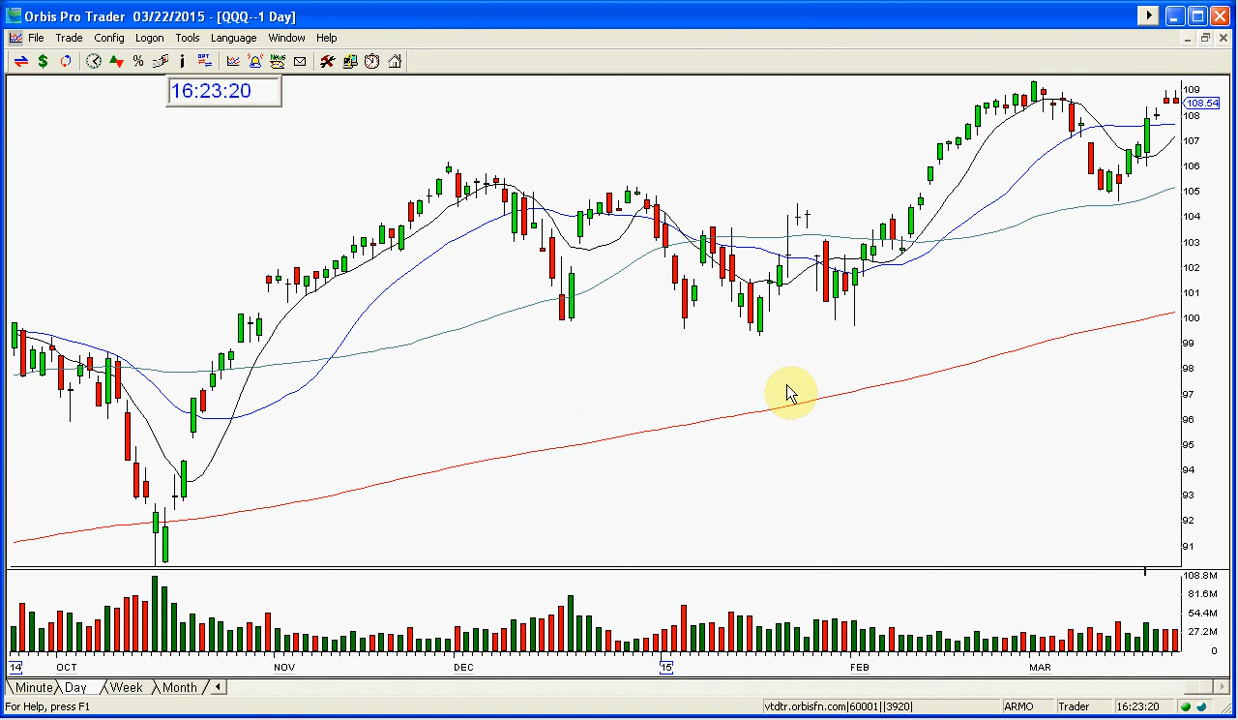 Orbis Pro Trader 03/22/2015 - [QQQ--1 Day]
File Trade Config Logon Tools Language Window Help
$ % i OPT News
16:23:20
109
108.54
108
107
106
105
104
103
102
101
100
99
98
97
96
95
94
93
92
91
108.8M
81.6M
54.4M
27.2M
0
14 OCT NOV DEC 15 FEB MAR
Minute Day Week Month
For Help, press F1 vtdtr.orbisfn.com|60001||3920| ARMO Trader 16:23:20